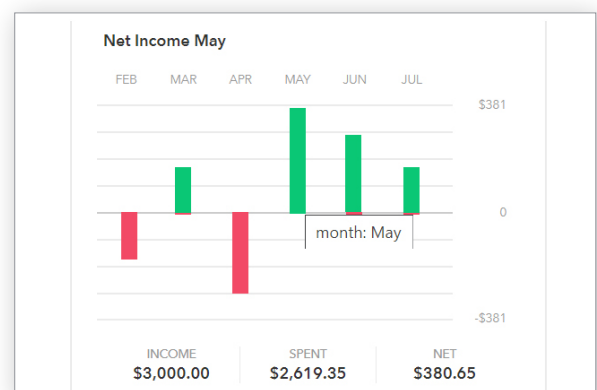 Net Income May
FEB MAR APR MAY JUN JUL
$381
0
month: May
-$381
INCOME SPENT NET
$3,000.00 $2,619.35 $380.65